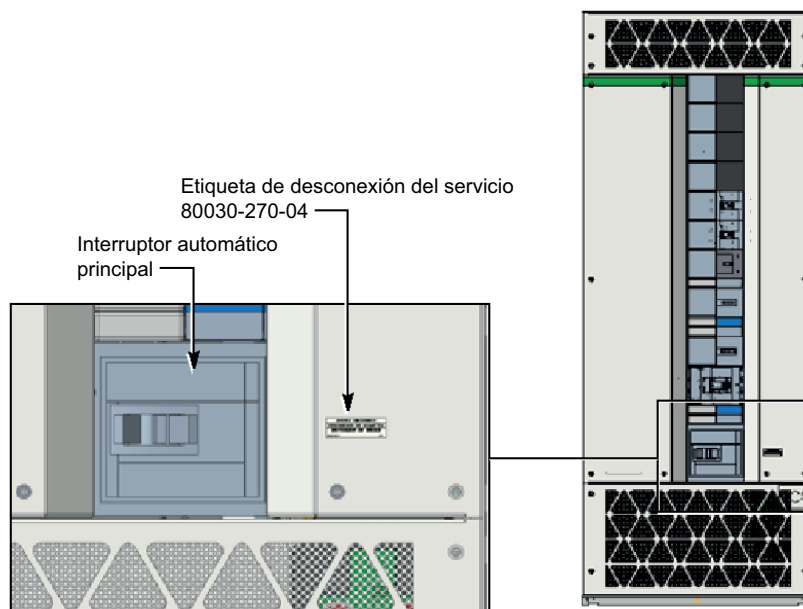 Etiqueta de desconexión del servicio
80030-270-04
Interruptor automático
principal